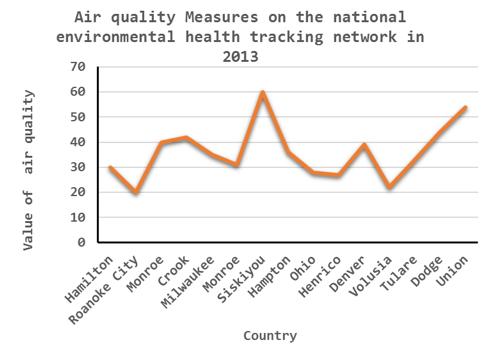 Air quality Measures on the national
environmental health tracking network in
2013
Value of  air quality
70
60
50
40
30
20
10
0
Hamilton
Roanoke City
Monroe
Crook
Milwaukee
Monroe
Siskiyou
Hampton
Ohio
Henrico
Denver
Volusia
Tulare
Dodge
Union
Country